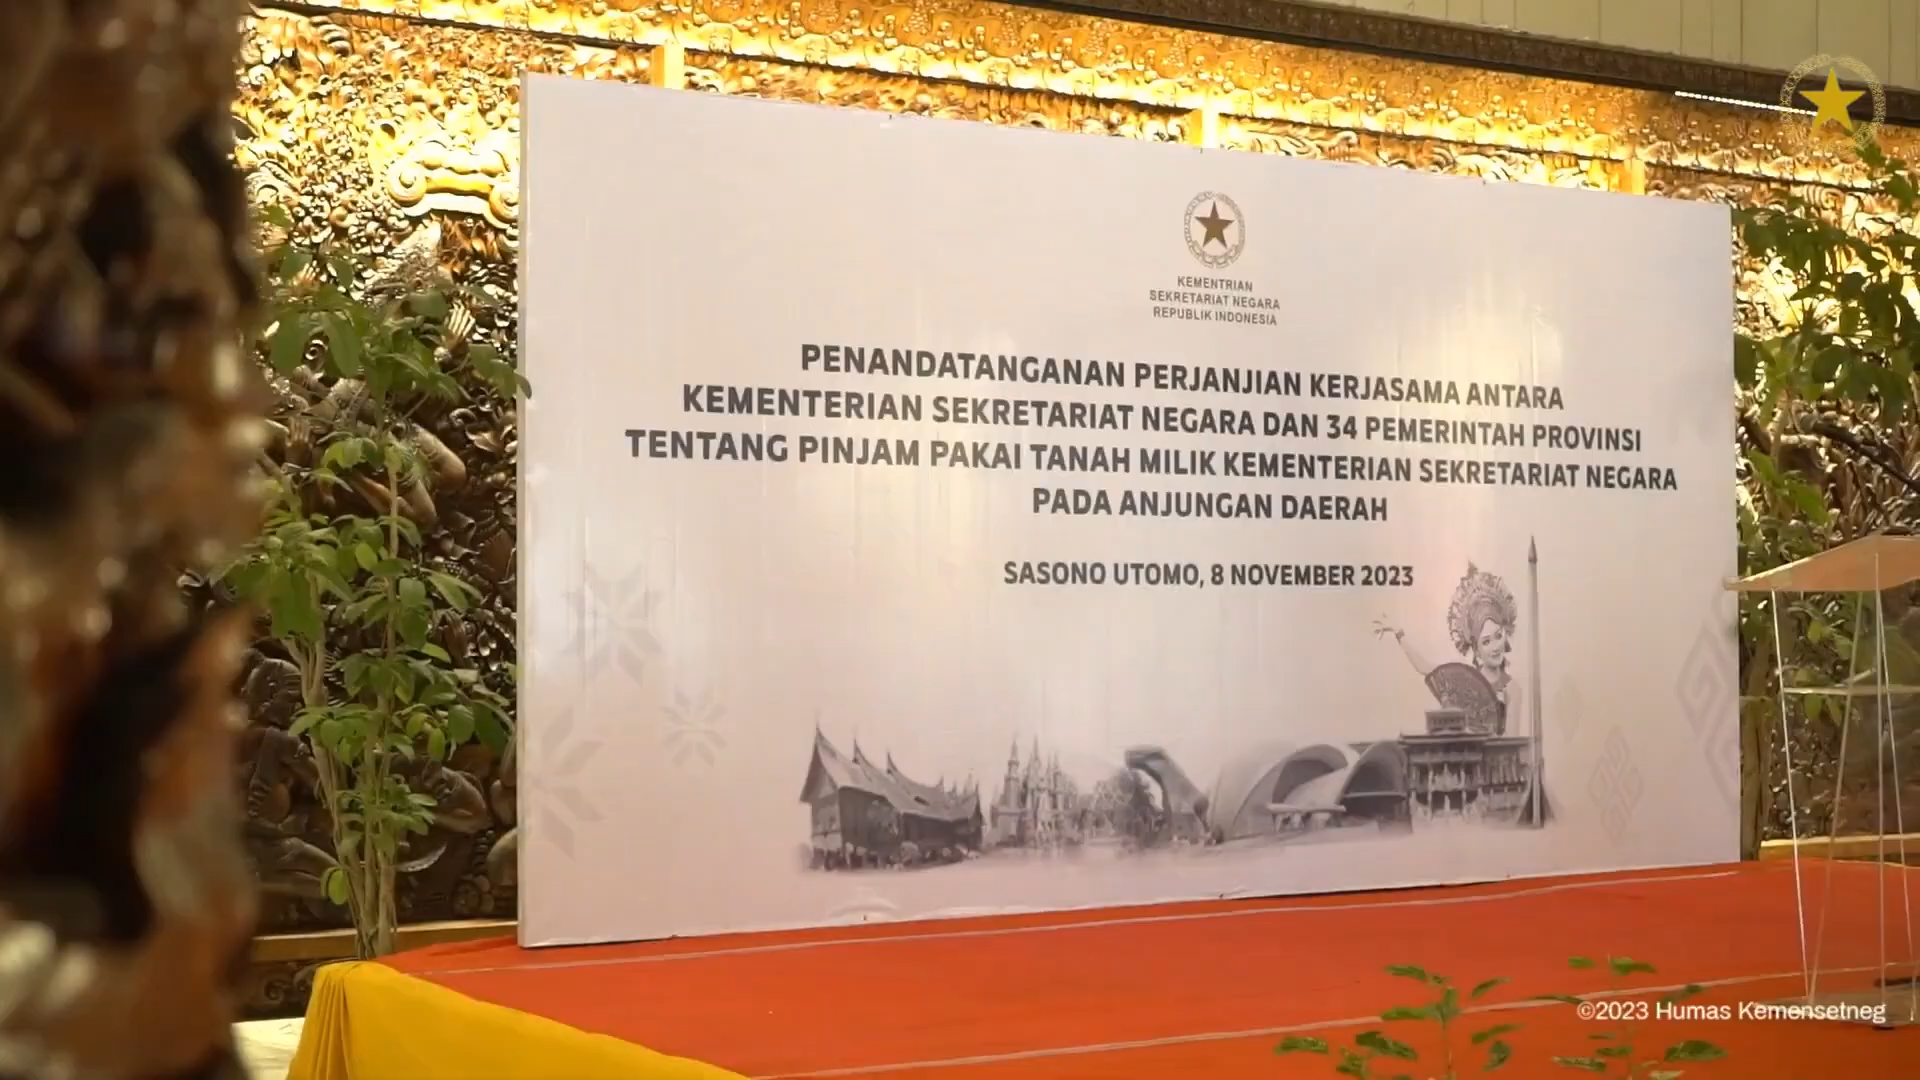 KEMENTRIAN
SEKRETARIAT NEGARA
REPUBLIK INDONESIA
PENANDATANGANAN PERJANJIAN KERJASAMA ANTARA
KEMENTERIAN SEKRETARIAT NEGARA DAN 34 PEMERINTAH PROVINSI
TENTANG PINJAM PAKAI TANAH MILIK KEMENTERIAN SEKRETARIAT NEGARA
PADA ANJUNGAN DAERAH
SASONO UTOMO, 8 NOVEMBER 2023
©2023 Humas Kemensetneg